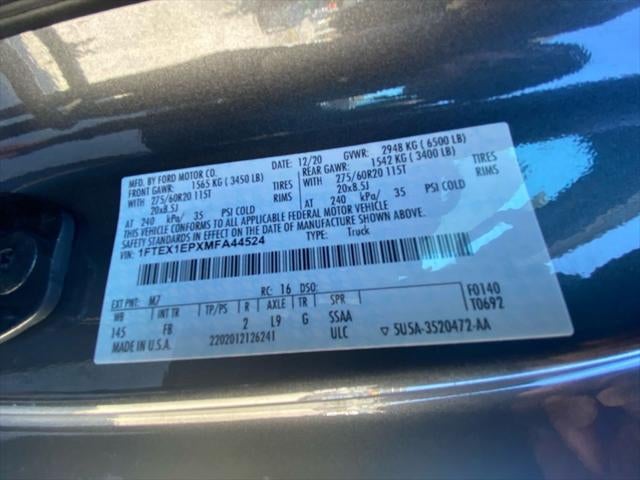 MFD. BY FORD MOTOR CO.
DATE: 12/20 GVWR: 2948 KG ( 6500 LB)
FRONT GAWR: 1565 KG ( 3450 LB) REAR GAWR: 1542 KG ( 3400 LB)
WITH 275/60R20 115T TIRES WITH 275/60R20 115T TIRES
20x8.5J RIMS 20x8.5J RIMS
AT 240 kPa/ 35 PSI COLD AT 240 kPa/ 35 PSI COLD
THIS VEHICLE CONFORMS TO ALL APPLICABLE FEDERAL MOTOR VEHICLE
SAFETY STANDARDS IN EFFECT ON THE DATE OF MANUFACTURE SHOWN ABOVE.
VIN: 1FTEX1EPXMFA44524 TYPE: Truck
EXT PNT: M7 RC: 16 DSO: F0140
WB INT TR TP/PS R AXLE TR SPR T0692
145 FB 2 L9 G SSAA
MADE IN U.S.A. 2202012126241 ULC ▽ 5U5A-3520472-AA